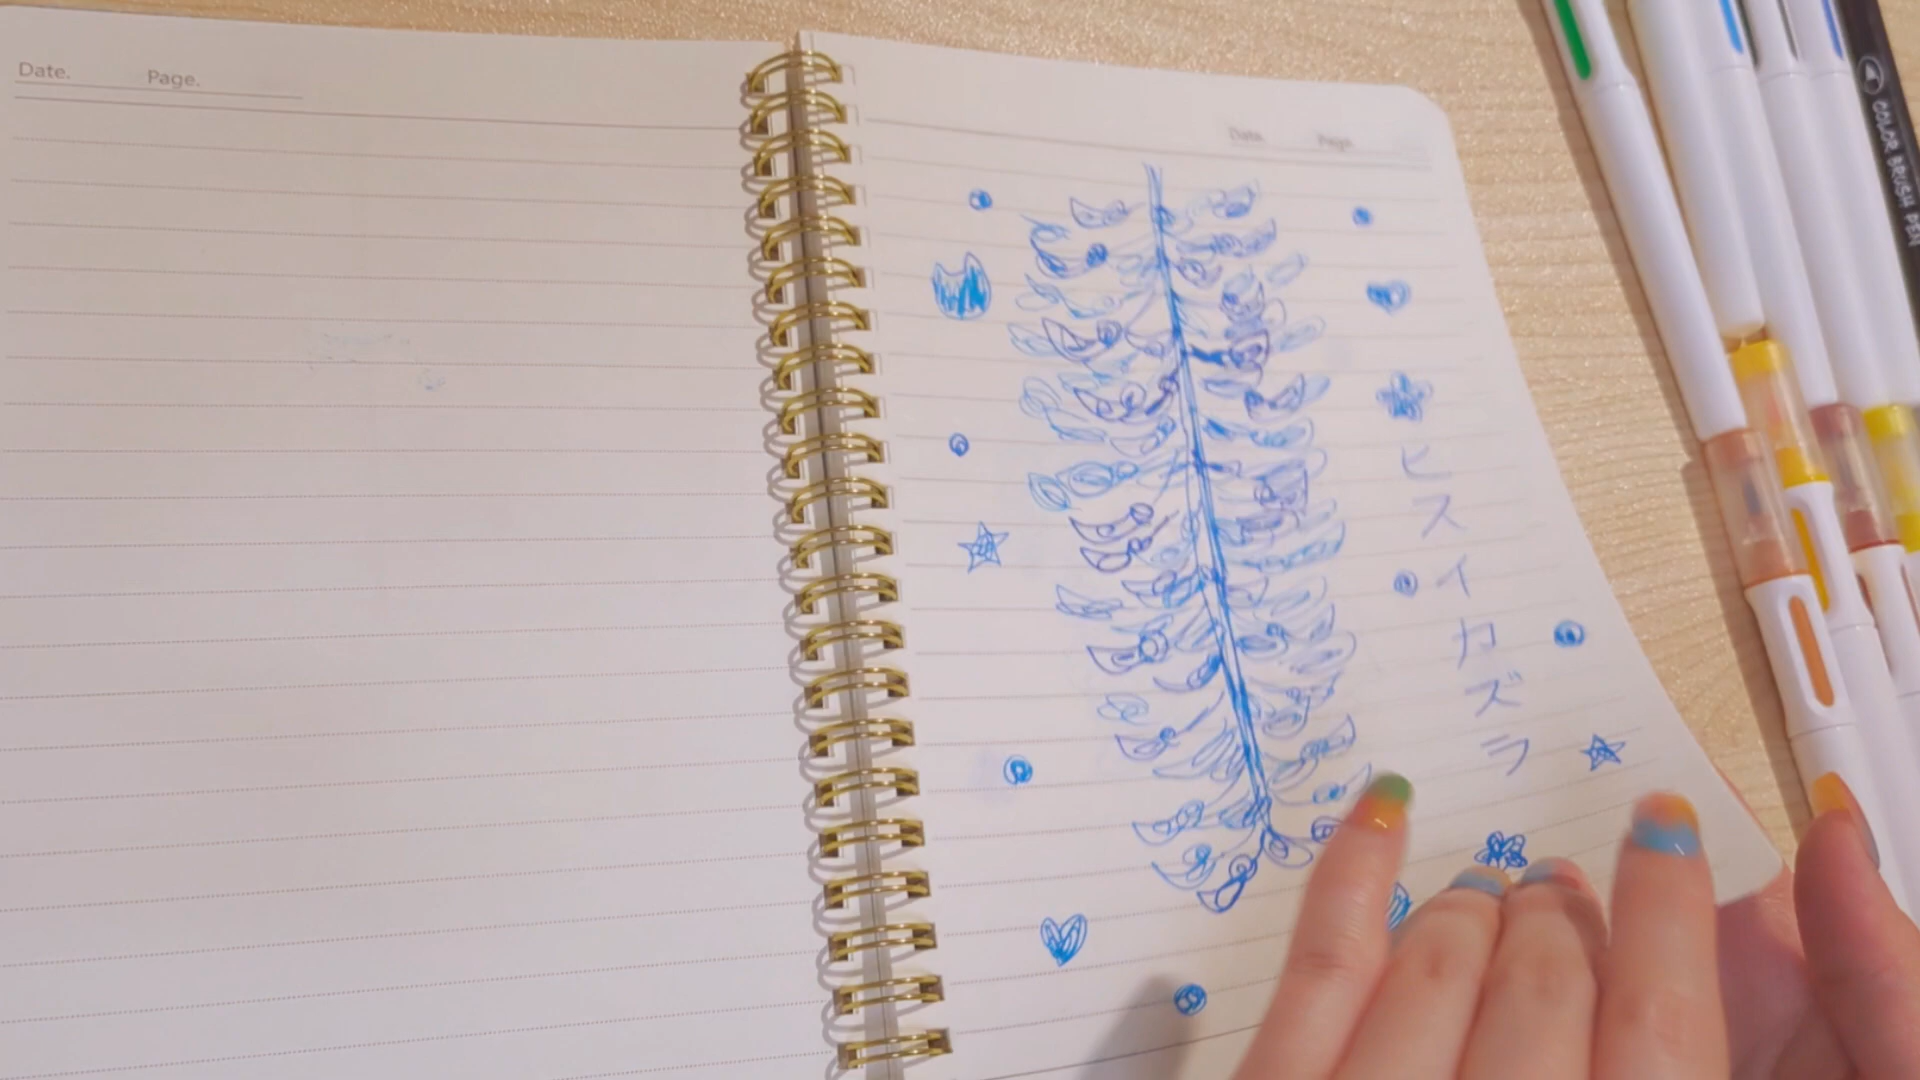 Date. Page.
Date. Page.
ヒスイカズラ
COLOR BRUSH PEN